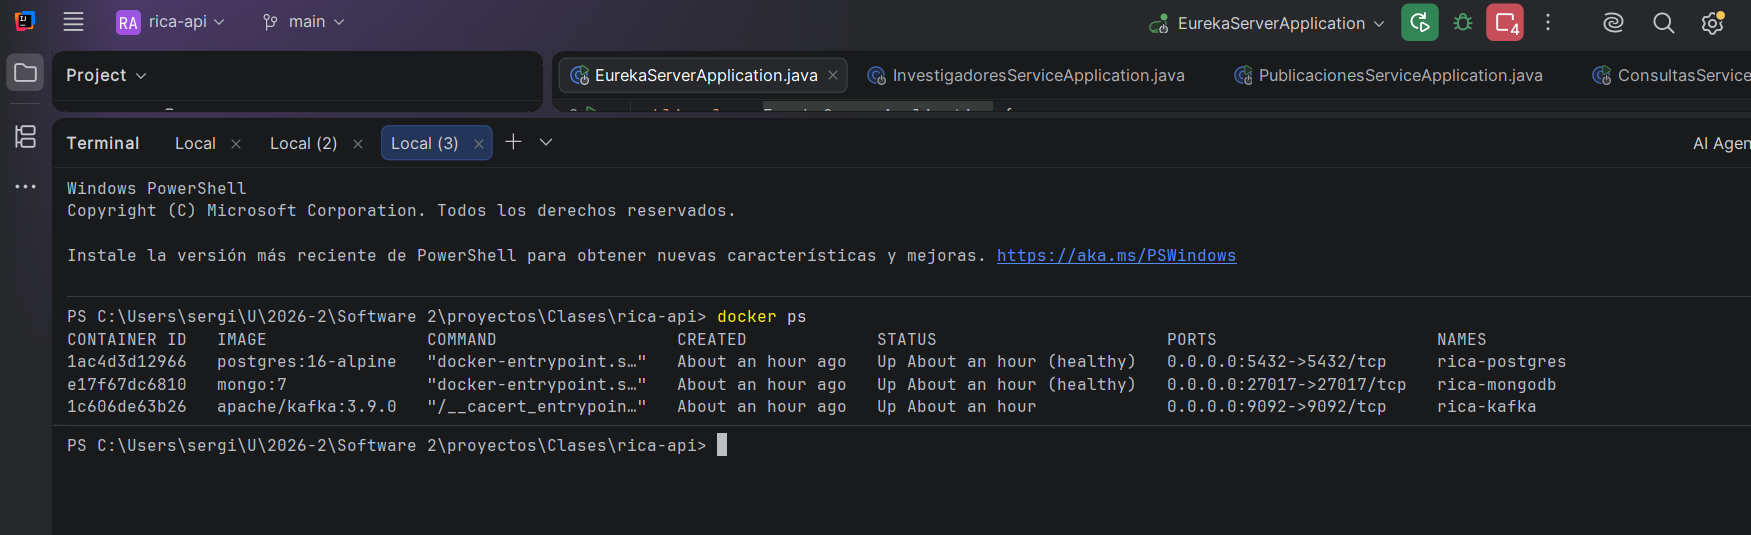 RA rica-api main EurekaServerApplication 4
Project EurekaServerApplication.java InvestigadoresServiceApplication.java PublicacionesServiceApplication.java ConsultasService
Terminal Local Local (2) Local (3) AI Agen
Windows PowerShell
Copyright (C) Microsoft Corporation. Todos los derechos reservados.
Instale la versión más reciente de PowerShell para obtener nuevas características y mejoras. https://aka.ms/PSWindows
PS C:\Users\sergi\U\2026-2\Software 2\proyectos\Clases\rica-api> docker ps
CONTAINER ID IMAGE COMMAND CREATED STATUS PORTS NAMES
1ac4d3d12966 postgres:16-alpine "docker-entrypoint.s…" About an hour ago Up About an hour (healthy) 0.0.0.0:5432->5432/tcp rica-postgres
e17f67dc6810 mongo:7 "docker-entrypoint.s…" About an hour ago Up About an hour (healthy) 0.0.0.0:27017->27017/tcp rica-mongodb
1c606de63b26 apache/kafka:3.9.0 "/__cacert_entrypoin…" About an hour ago Up About an hour 0.0.0.0:9092->9092/tcp rica-kafka
PS C:\Users\sergi\U\2026-2\Software 2\proyectos\Clases\rica-api>